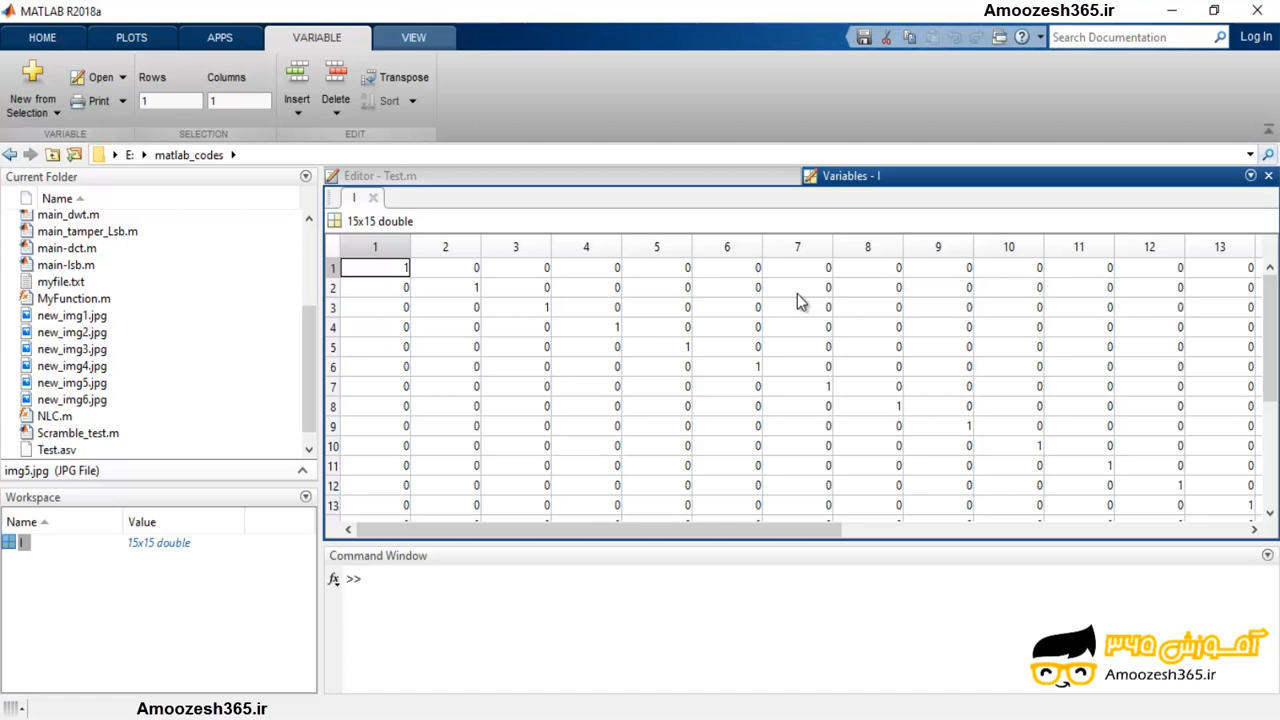 MATLAB R2018a
Amoozesh365.ir
HOME PLOTS APPS VARIABLE VIEW
Search Documentation
Log In
New from Selection
Open
Print
Rows Columns
1 1
Insert Delete
Transpose
Sort
VARIABLE SELECTION EDIT
E: matlab_codes
Current Folder
Name
main_dwt.m
main_tamper_Lsb.m
main-dct.m
main-lsb.m
myfile.txt
MyFunction.m
new_img1.jpg
new_img2.jpg
new_img3.jpg
new_img4.jpg
new_img5.jpg
new_img6.jpg
NLC.m
Scramble_test.m
Test.asv
img5.jpg (JPG File)
Workspace
Name Value
I 15x15 double
Editor - Test.m
Variables - I
I
15x15 double
1 2 3 4 5 6 7 8 9 10 11 12 13
1 1 0 0 0 0 0 0 0 0 0 0 0 0
2 0 1 0 0 0 0 0 0 0 0 0 0 0
3 0 0 1 0 0 0 0 0 0 0 0 0 0
4 0 0 0 1 0 0 0 0 0 0 0 0 0
5 0 0 0 0 1 0 0 0 0 0 0 0 0
6 0 0 0 0 0 1 0 0 0 0 0 0 0
7 0 0 0 0 0 0 1 0 0 0 0 0 0
8 0 0 0 0 0 0 0 1 0 0 0 0 0
9 0 0 0 0 0 0 0 0 1 0 0 0 0
10 0 0 0 0 0 0 0 0 0 1 0 0 0
11 0 0 0 0 0 0 0 0 0 0 1 0 0
12 0 0 0 0 0 0 0 0 0 0 0 1 0
13 0 0 0 0 0 0 0 0 0 0 0 0 1
Command Window
fx >>
آموزش ۳۶۵
Amoozesh365.ir
Amoozesh365.ir